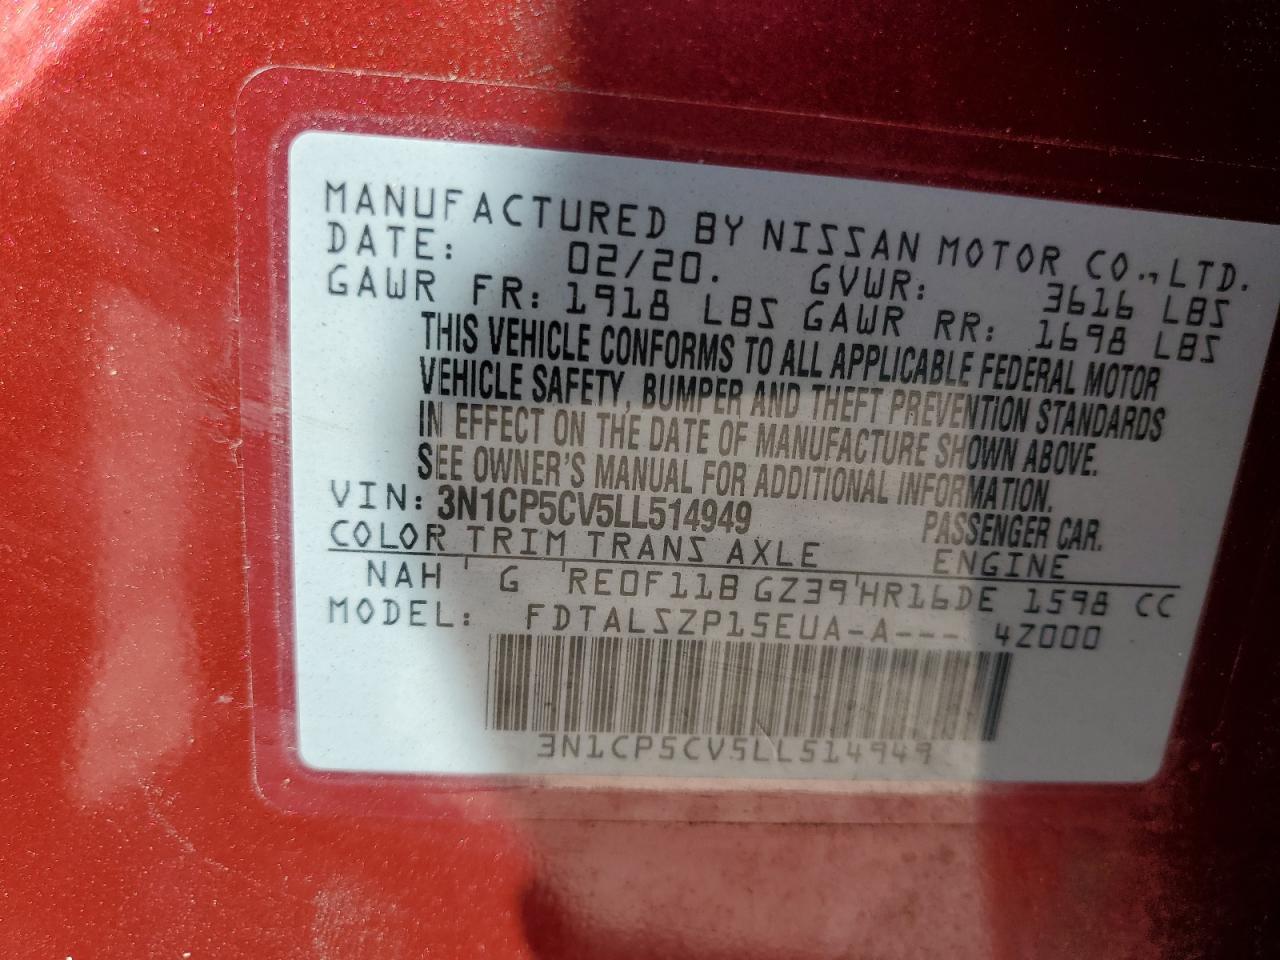 MANUFACTURED BY NISSAN MOTOR CO., LTD.
DATE: 02/20. GVWR: 3616 LBS
GAWR FR: 1918 LBS GAWR RR: 1698 LBS
THIS VEHICLE CONFORMS TO ALL APPLICABLE FEDERAL MOTOR
VEHICLE SAFETY, BUMPER AND THEFT PREVENTION STANDARDS
IN EFFECT ON THE DATE OF MANUFACTURE SHOWN ABOVE.
SEE OWNER'S MANUAL FOR ADDITIONAL INFORMATION.
VIN: 3N1CP5CV5LL514949 PASSENGER CAR.
COLOR TRIM TRANS AXLE ENGINE
NAH ' G 'RE0F11B GZ39'HR16DE 1598 CC
MODEL: FDTALSZP15EUA-A--- 4Z000
3N1CP5CV5LL514949